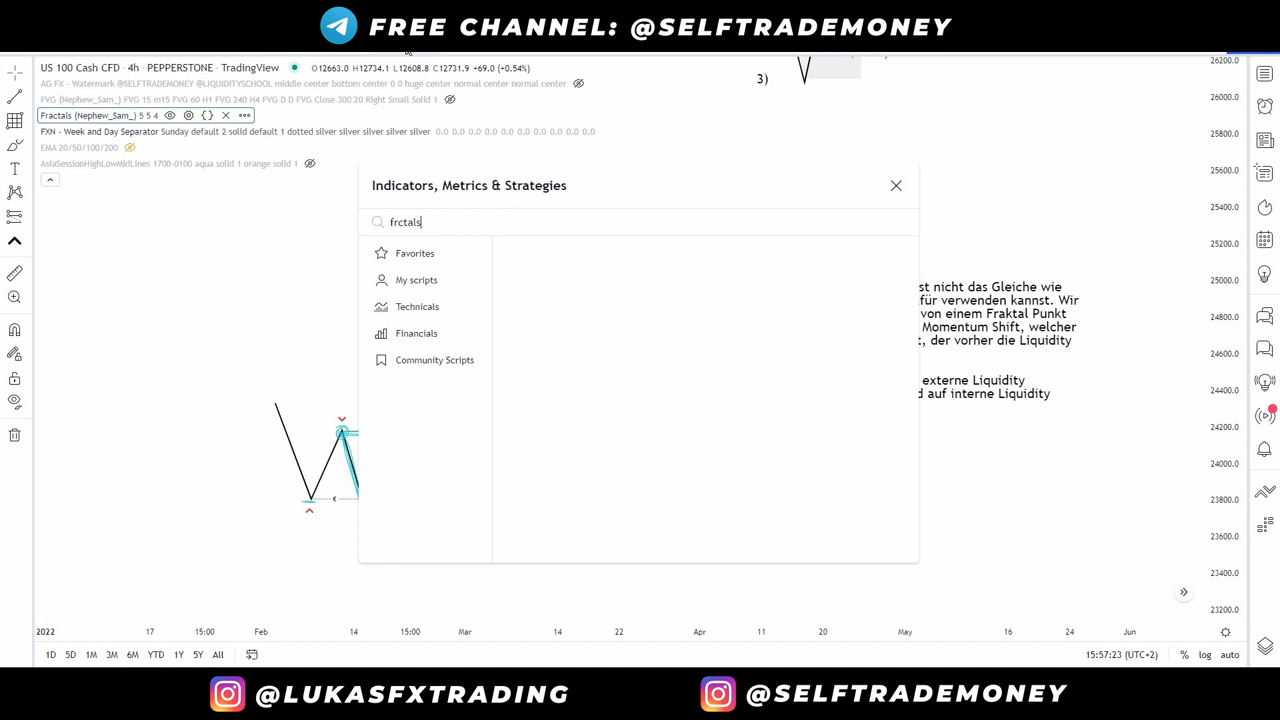 FREE CHANNEL: @SELFTRADEMONEY
US 100 Cash CFD · 4h · PEPPERSTONE · TradingView O12663.0 H12734.1 L12608.8 C12731.9 +69.0 (+0.54%)
AG FX - Watermark @SELFTRADEMONEY @LIQUIDITYSCHOOL middle center bottom center 0 0 huge center normal center normal center
FVG (Nephew_Sam_) FVG 15 m15 FVG 60 H1 FVG 240 H4 FVG D D FVG Close 300 20 Right Small Solid 1
Fractals (Nephew_Sam_) 5 5 4
FXN - Week and Day Separator Sunday default 2 solid default 1 dotted silver silver silver silver silver silver 0.0 0.0 0.0 0.0 0.0 0.0 0.0 0.0 0.0 0.0
EMA 20/50/100/200
AsiaSessionHighLowMidLines 1700-0100 aqua solid 1 orange solid 1
3)
Indicators, Metrics & Strategies
frctals
Favorites
My scripts
Technicals
Financials
Community Scripts
st nicht das Gleiche wie
für verwenden kannst. Wir
von einem Fraktal Punkt
Momentum Shift, welcher
t, der vorher die Liquidity
externe Liquidity
d auf interne Liquidity
€
26200.0
26000.0
25800.0
25600.0
25400.0
25200.0
25000.0
24800.0
24600.0
24400.0
24200.0
24000.0
23800.0
23600.0
23400.0
23200.0
2022 17 15:00 Feb 14 15:00 Mar 14 22 Apr 11 20 May 16 24 Jun
1D 5D 1M 3M 6M YTD 1Y 5Y All 15:57:23 (UTC+2) % log auto
@LUKASFXTRADING @SELFTRADEMONEY